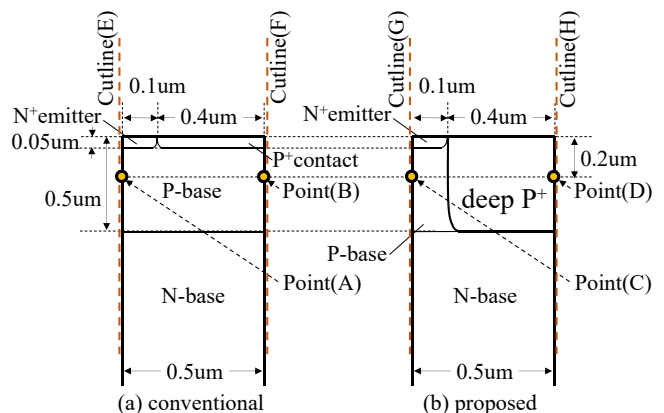 Cutline(E)
Cutline(F)
Cutline(G)
Cutline(H)
0.1um
0.4um
N⁺emitter
0.05um
P⁺contact
0.5um
P-base
Point(B)
N-base
Point(A)
0.5um
(a) conventional
0.1um
0.4um
N⁺emitter
0.2um
deep P⁺
Point(D)
P-base
Point(C)
N-base
0.5um
(b) proposed